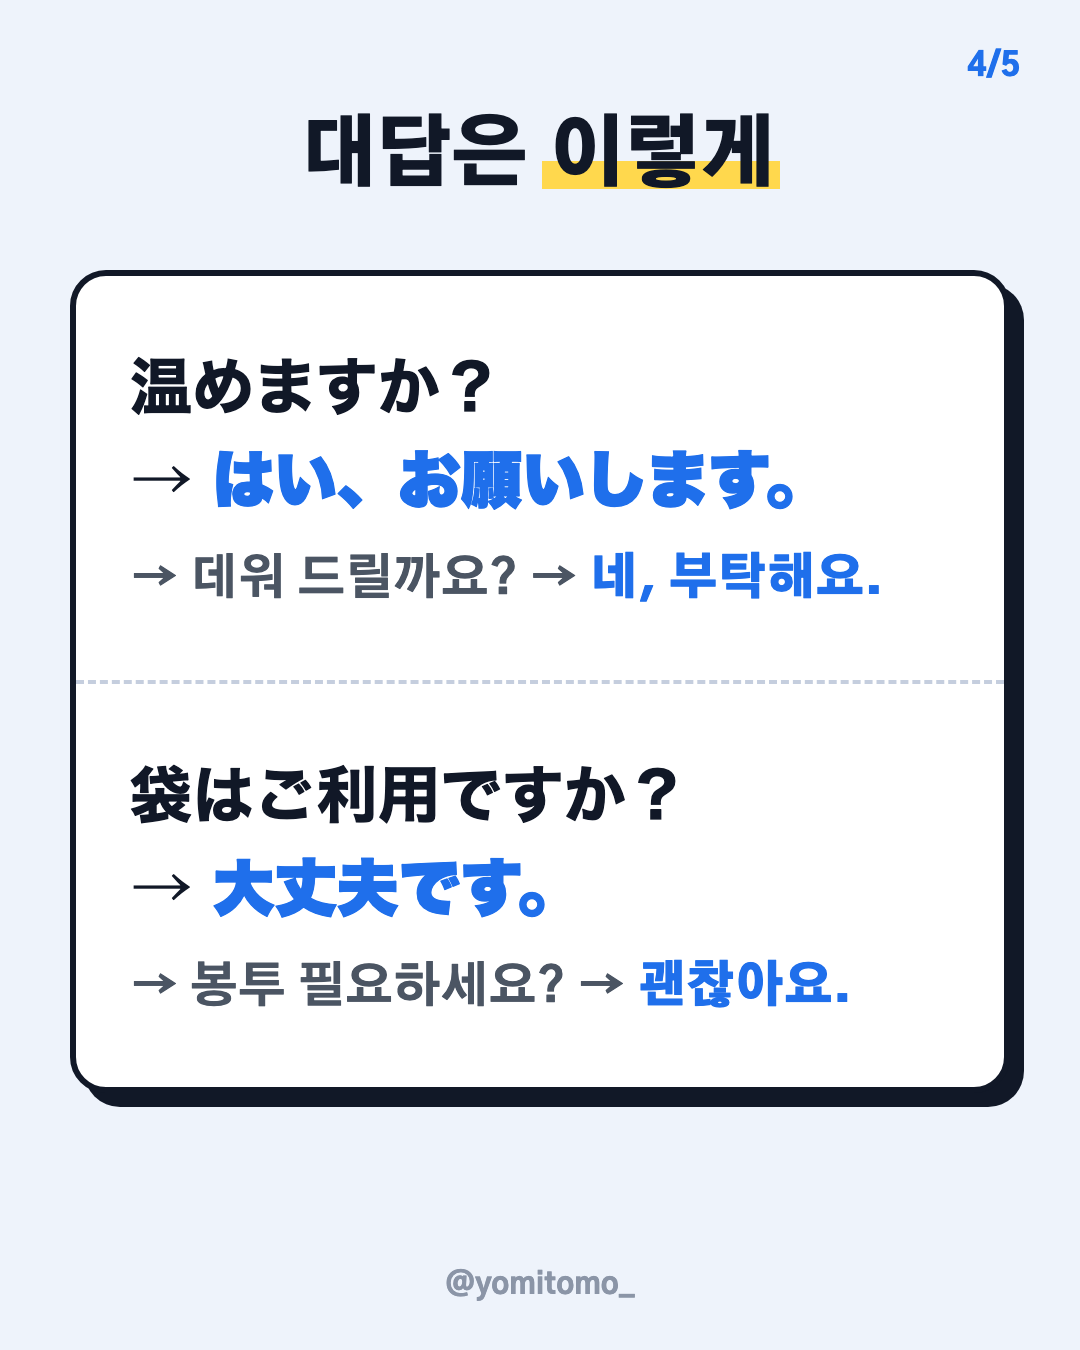 4/5
대답은 이렇게
温めますか？
→ はい、お願いします。
→ 데워 드릴까요? → 네, 부탁해요.
袋はご利用ですか？
→ 大丈夫です。
→ 봉투 필요하세요? → 괜찮아요.
@yomitomo_